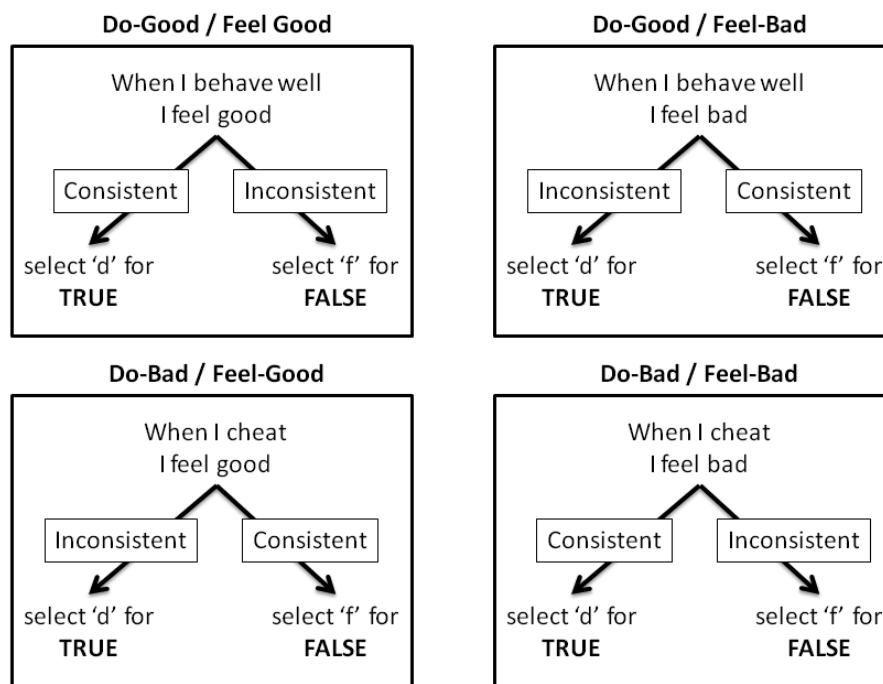 Do-Good / Feel Good
When I behave well
I feel good
Consistent
Inconsistent
select ‘d’ for
TRUE
select ‘f’ for
FALSE
Do-Good / Feel-Bad
When I behave well
I feel bad
Inconsistent
Consistent
select ‘d’ for
TRUE
select ‘f’ for
FALSE
Do-Bad / Feel-Good
When I cheat
I feel good
Inconsistent
Consistent
select ‘d’ for
TRUE
select ‘f’ for
FALSE
Do-Bad / Feel-Bad
When I cheat
I feel bad
Consistent
Inconsistent
select ‘d’ for
TRUE
select ‘f’ for
FALSE